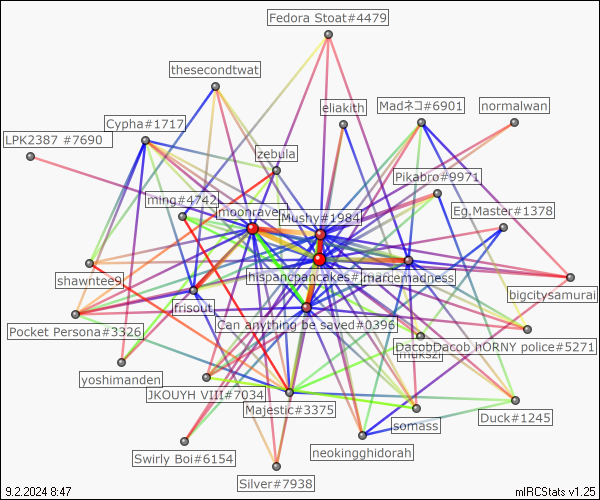 Fedora Stoat#4479
thesecondtwat
eliakith
Madネコ#6901
normalwan
Cypha#1717
LPK2387 #7690
zebula
Pikabro#9971
ming#4742
moonrave
Mushy#1984
Eg.Master#1378
shawntee9
hispancpancakes#
marcemadness
bigcitysamurai
frisout
Pocket Persona#3326
Can anything be saved#0396
DacobDacob hORNY police#5271
yoshimanden
JKOUYH VIII#7034
Majestic#3375
somass
Duck#1245
Swirly Boi#6154
neokingghidorah
Silver#7938
9.2.2024 8:47
mIRCStats v1.25